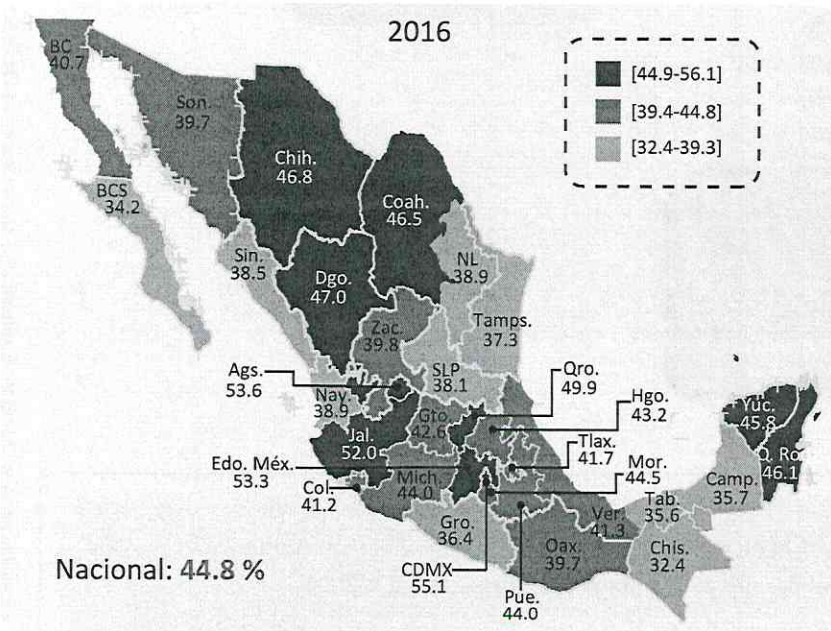 2016
[44.9-56.1]
[39.4-44.8]
[32.4-39.3]
BC
40.7
Son.
39.7
Chih.
46.8
Coah.
46.5
BCS
34.2
Sin.
38.5
Dgo.
47.0
NL
38.9
Zac.
39.8
Tamps.
37.3
SLP
38.1
Ags.
53.6
Nay.
38.9
Gto.
42.6
Qro.
49.9
Hgo.
43.2
Jal.
52.0
Tlax.
41.7
Edo. Méx.
53.3
Mich.
44.0
Mor.
44.5
Col.
41.2
Yuc.
45.8
Q. Roo
46.1
Camp.
35.7
Tab.
35.6
Ver.
41.3
Gro.
36.4
Oax.
39.7
Chis.
32.4
CDMX
55.1
Pue.
44.0
Nacional: 44.8 %